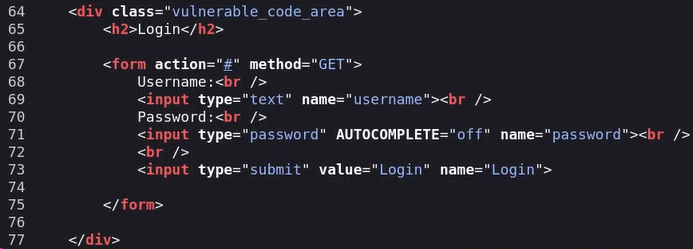 64 <div class="vulnerable_code_area">
65 <h2>Login</h2>
66
67 <form action="#" method="GET">
68 Username:<br />
69 <input type="text" name="username"><br />
70 Password:<br />
71 <input type="password" AUTOCOMPLETE="off" name="password"><br />
72 <br />
73 <input type="submit" value="Login" name="Login">
74
75 </form>
76
77 </div>